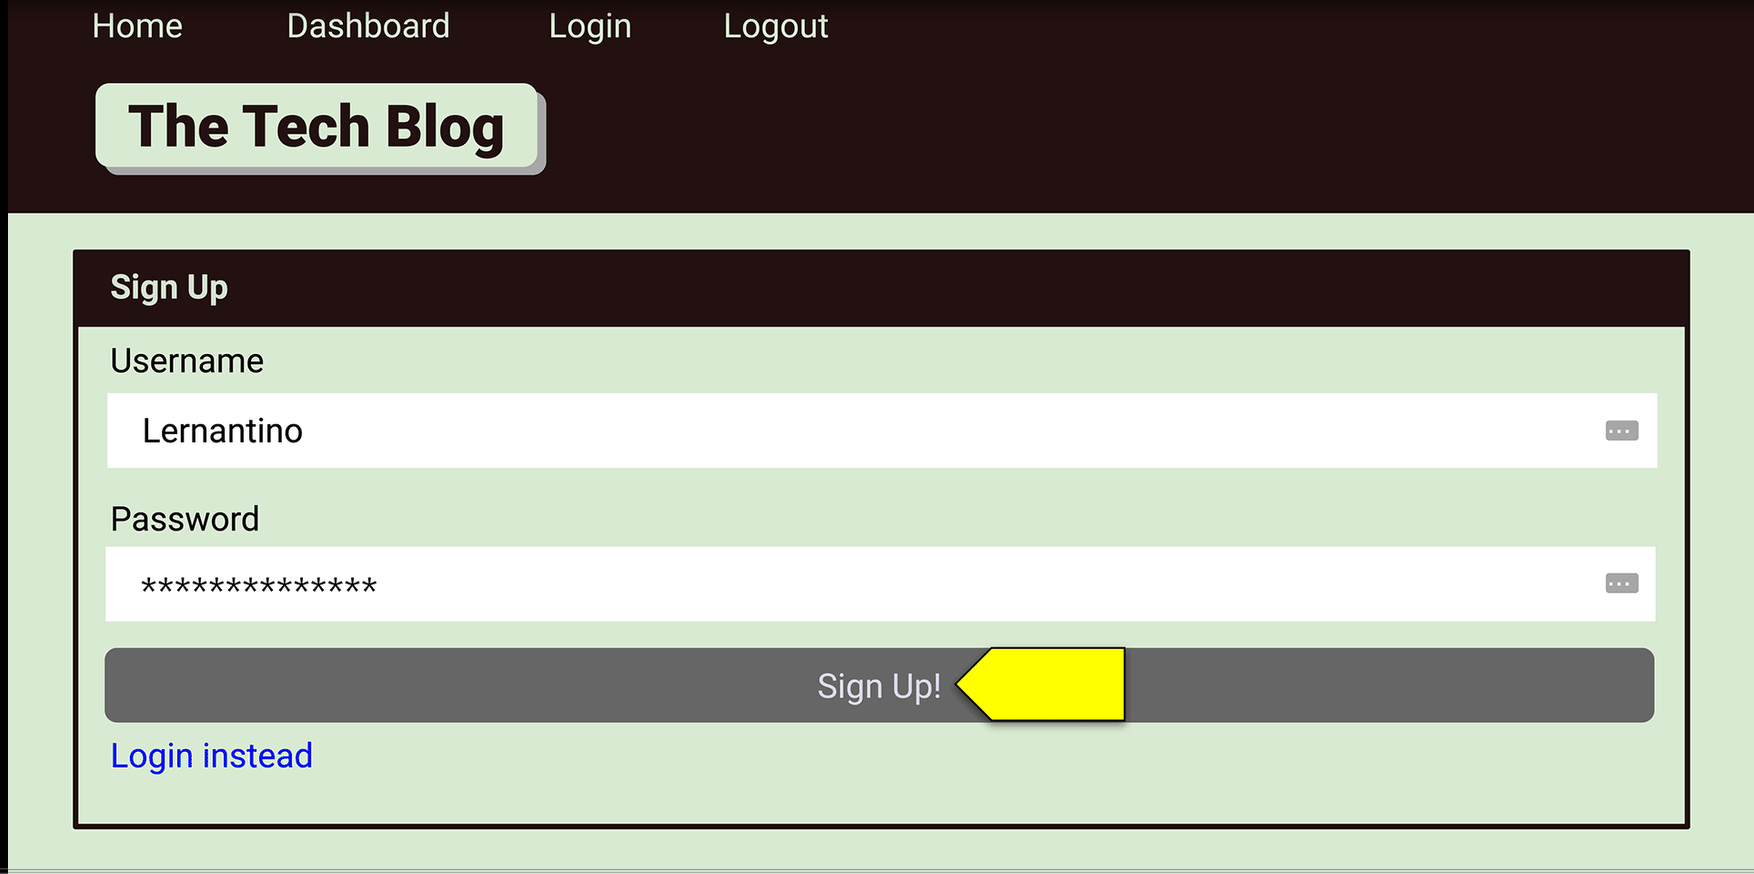 Home Dashboard Login Logout
The Tech Blog
Sign Up
Username
Lernantino
Password
**************
Sign Up!
Login instead